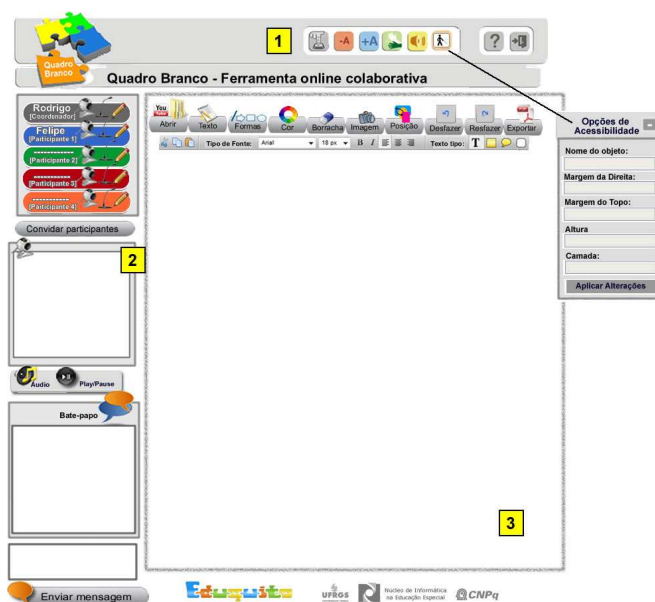 1
-A
+A
?
Quadro
Branco
Quadro Branco - Ferramenta online colaborativa
Rodrigo
[Coordenador]
Felipe
[Participante 1]
-----------
[Participante 2]
-----------
[Participante 3]
-----------
[Participante 4]
Convidar participantes
2
Áudio
Play/Pause
Bate-papo
Enviar mensagem
You
Abrir
Texto
Formas
Cor
Borracha
Imagem
Posição
Desfazer
Resfazer
Exportar
Tipo de Fonte:
Arial
18 px
B
I
Texto tipo:
T
3
Opções de
Acessibilidade
Nome do objeto:
Margem da Direita:
Margem do Topo:
Altura
Camada:
Aplicar Alterações
Eduquito
UFRGS
Núcleo de Informática
na Educação Especial
CNPq